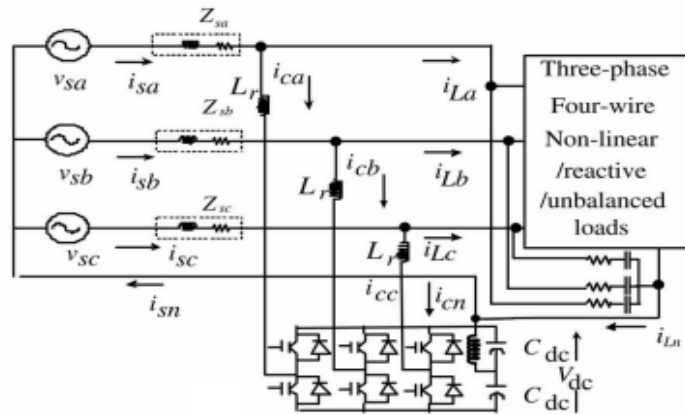 Z_sa
v_sa
i_sa
i_ca
L_r
i_La
Three-phase
Four-wire
Non-linear
/reactive
/unbalanced
loads
Z_sb
v_sb
i_sb
i_cb
L_r
i_Lb
Z_sc
v_sc
i_sc
L_r
i_Lc
i_cc
i_cn
i_sn
i_Ln
C_dc
V_dc
C_dc